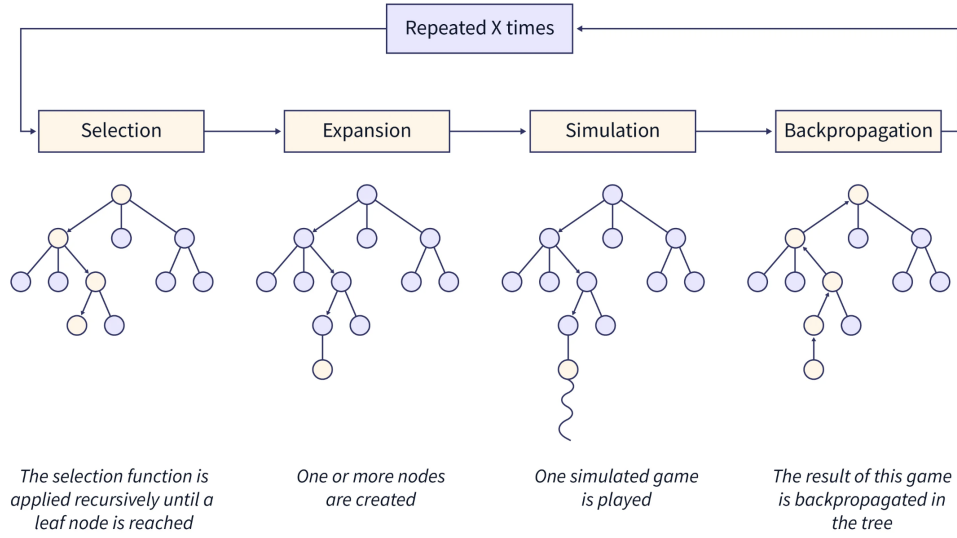 Repeated X times
Selection
Expansion
Simulation
Backpropagation
The selection function is
applied recursively until a
leaf node is reached
One or more nodes
are created
One simulated game
is played
The result of this game
is backpropagated in
the tree